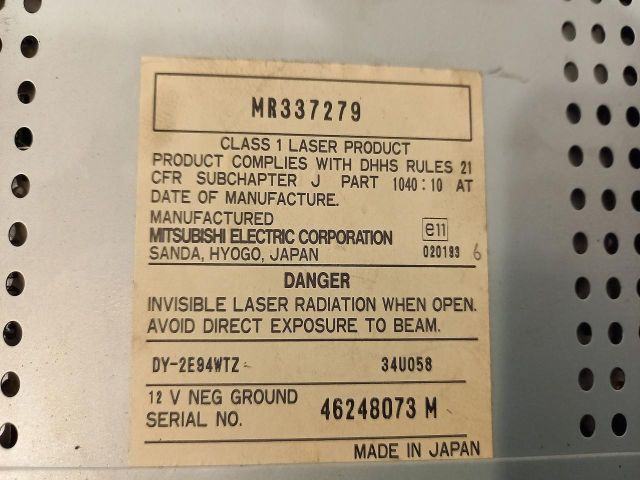 MR337279
CLASS 1 LASER PRODUCT
PRODUCT COMPLIES WITH DHHS RULES 21
CFR SUBCHAPTER J PART 1040:10 AT
DATE OF MANUFACTURE.
MANUFACTURED
MITSUBISHI ELECTRIC CORPORATION e11
SANDA, HYOGO, JAPAN 020193 6
DANGER
INVISIBLE LASER RADIATION WHEN OPEN.
AVOID DIRECT EXPOSURE TO BEAM.
DY-2E94WTZ 34U058
12 V NEG GROUND
SERIAL NO. 46248073 M
MADE IN JAPAN